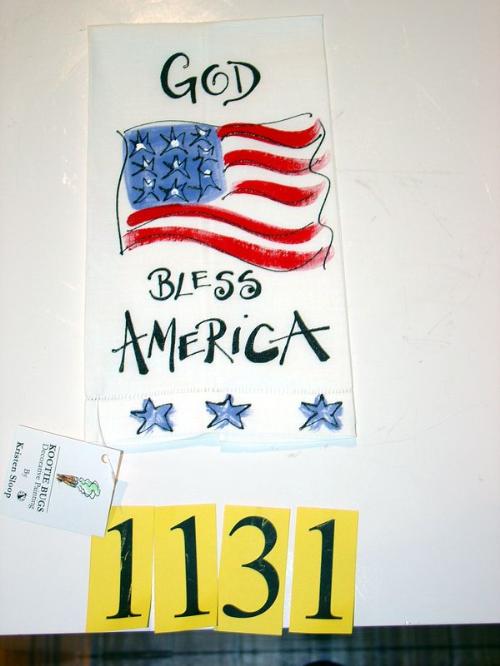 GOD
BLESS
AMERiCA
KOOTIE BUGS
Decorative Painting
By
Kristen Sloop
1131